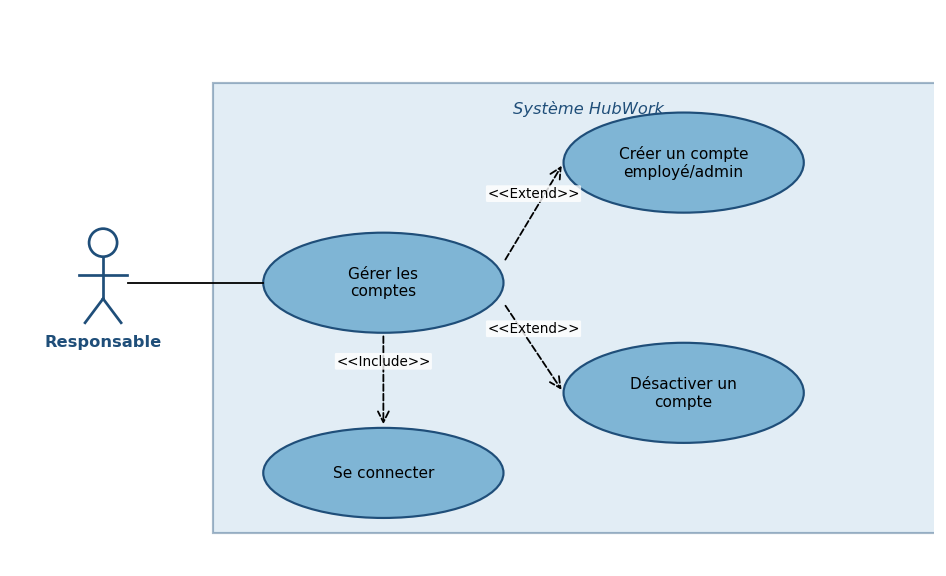 Système HubWork
Créer un compte
employé/admin
<<Extend>>
Gérer les
comptes
<<Extend>>
Responsable
<<Include>>
Désactiver un
compte
Se connecter